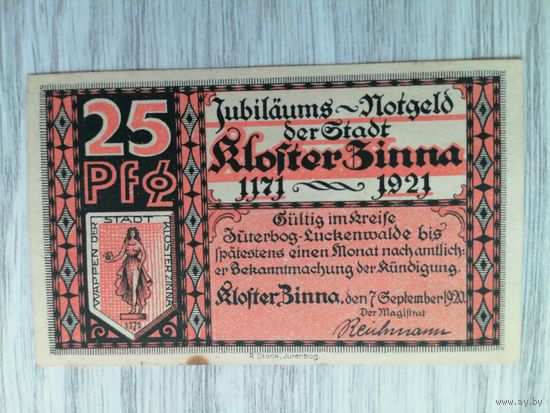 25
Pfg
WAPPEN DER STADT KLOSTERZINNA
1171
Jubiläums~Notgeld
der Stadt
Kloster Zinna
1171 1921
Gültig im Kreise
Jüterbog-Luckenwalde bis
spätestens einen Monat nach amtlich-
er Bekanntmachung der Kündigung.
Kloster Zinna, den 7 September 1920.
Der Magistrat
R. Stock, Jüterbog.
www.ay.by